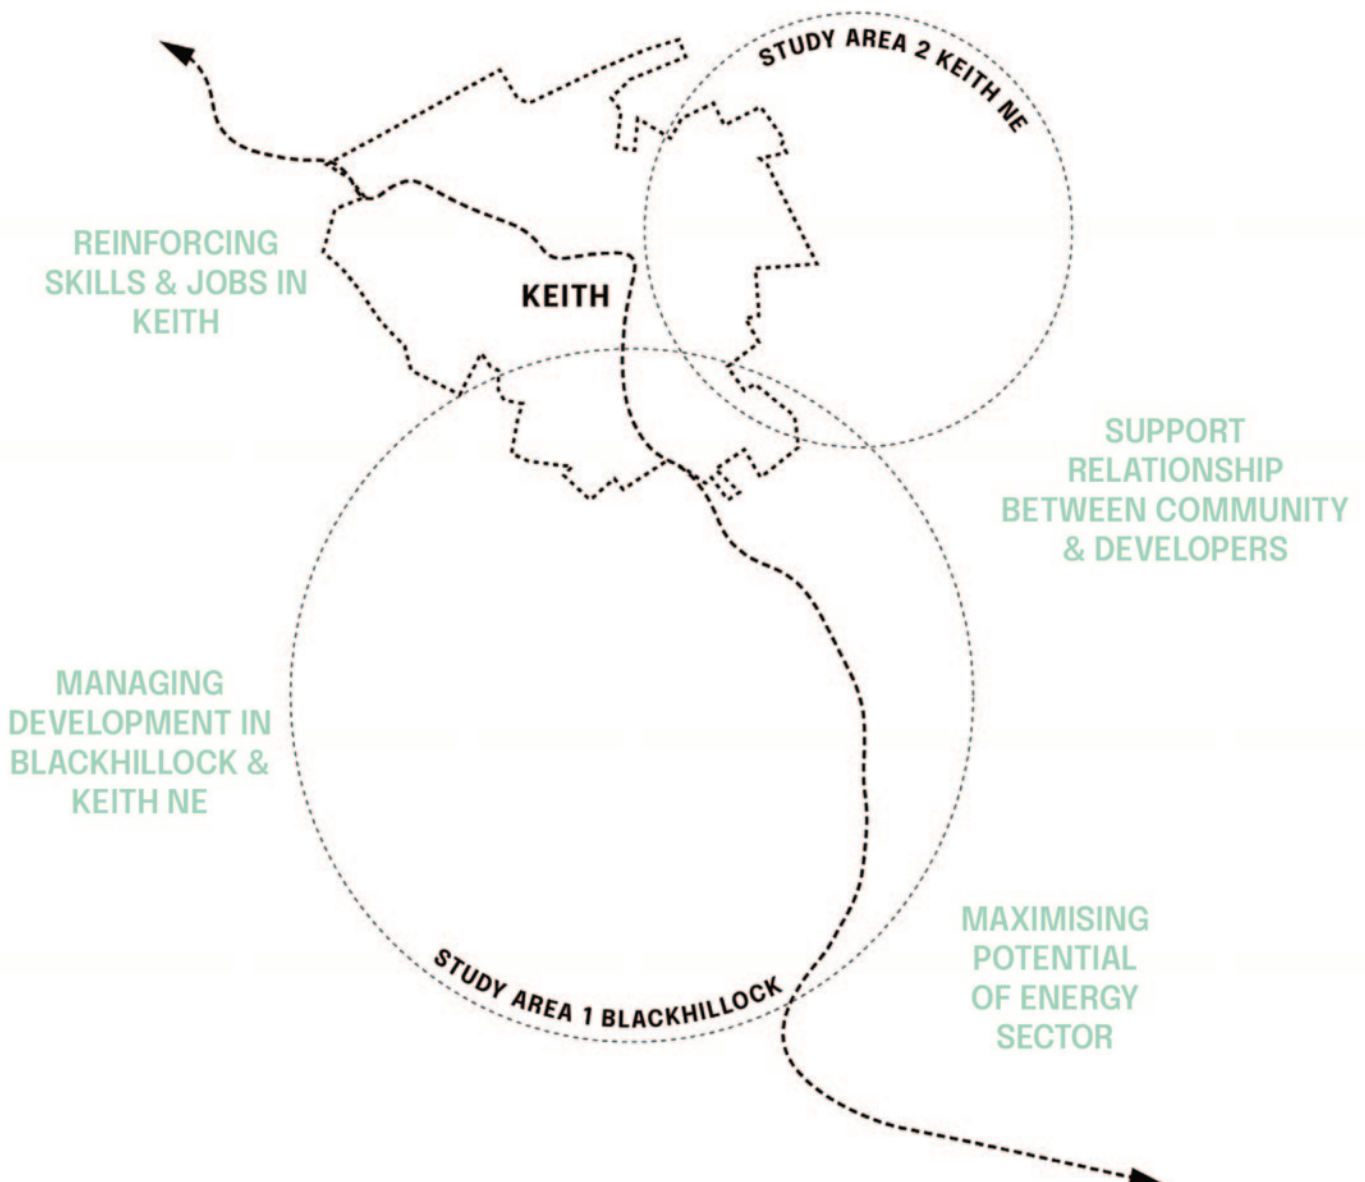 STUDY AREA 2 KEITH NE
REINFORCING
SKILLS & JOBS IN
KEITH
KEITH
SUPPORT
RELATIONSHIP
BETWEEN COMMUNITY
& DEVELOPERS
MANAGING
DEVELOPMENT IN
BLACKHILLOCK &
KEITH NE
MAXIMISING
POTENTIAL
OF ENERGY
SECTOR
STUDY AREA 1 BLACKHILLOCK